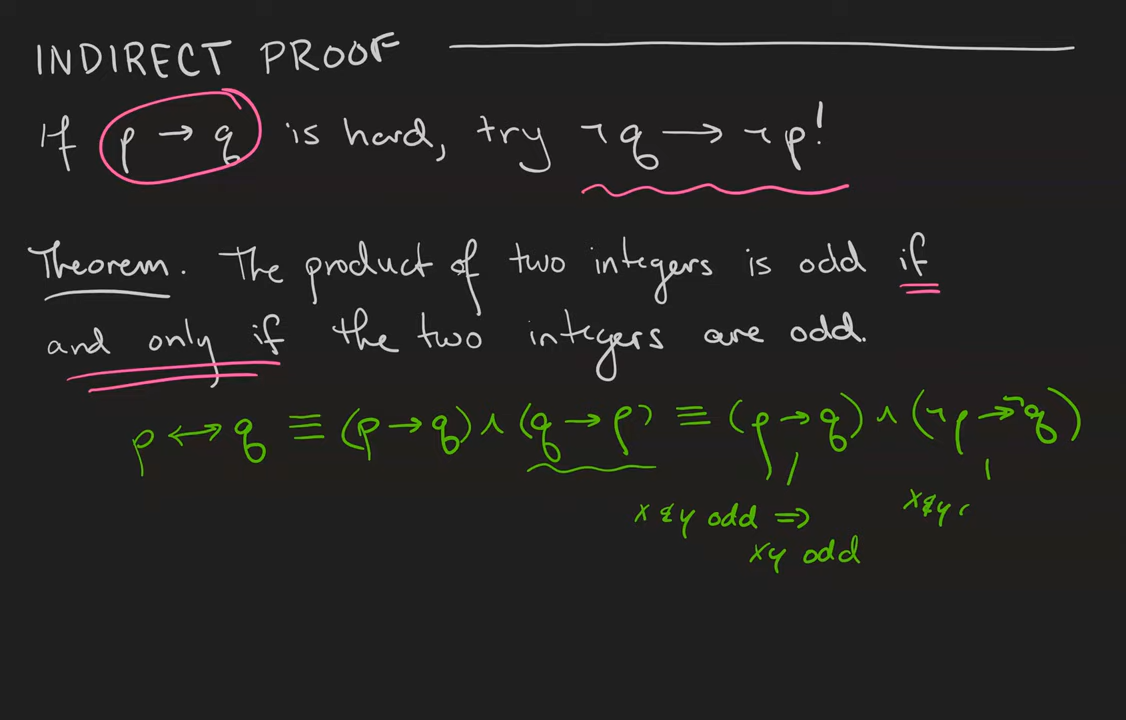 INDIRECT PROOF
If p → q is hard, try ¬q → ¬p!
Theorem. The product of two integers is odd if
and only if the two integers are odd.
p ↔ q ≡ (p → q) ∧ (q → p) ≡ (p → q) ∧ (¬p → ¬q)
x & y odd ⇒ x & y
xy odd